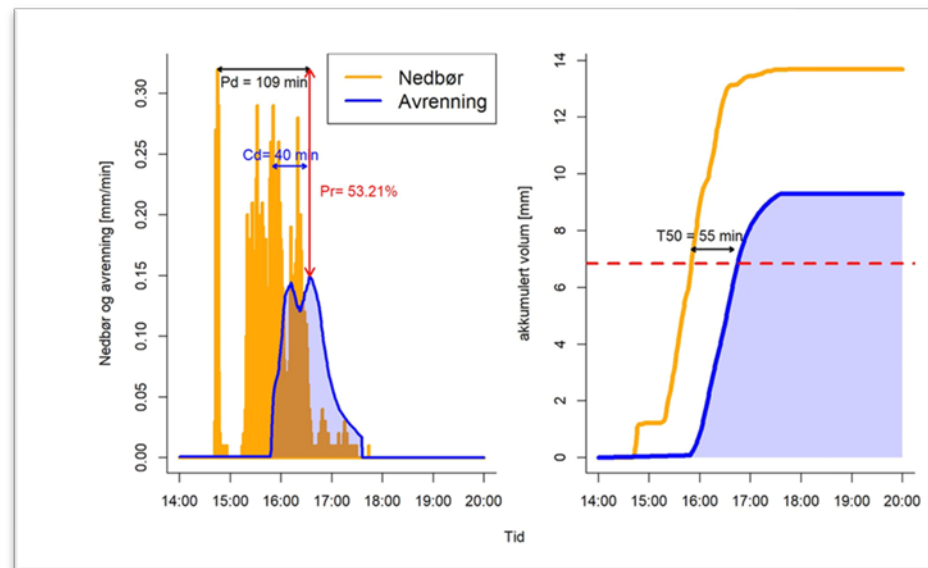 Nedbør
Avrenning
Pd = 109 min
Cd= 40 min
Pr= 53.21%
Nedbør og avrenning [mm/min]
0.00
0.05
0.10
0.15
0.20
0.25
0.30
14:00 15:00 16:00 17:00 18:00 19:00 20:00
T50 = 55 min
akkumulert volum [mm]
0
2
4
6
8
10
12
14
14:00 15:00 16:00 17:00 18:00 19:00 20:00
Tid